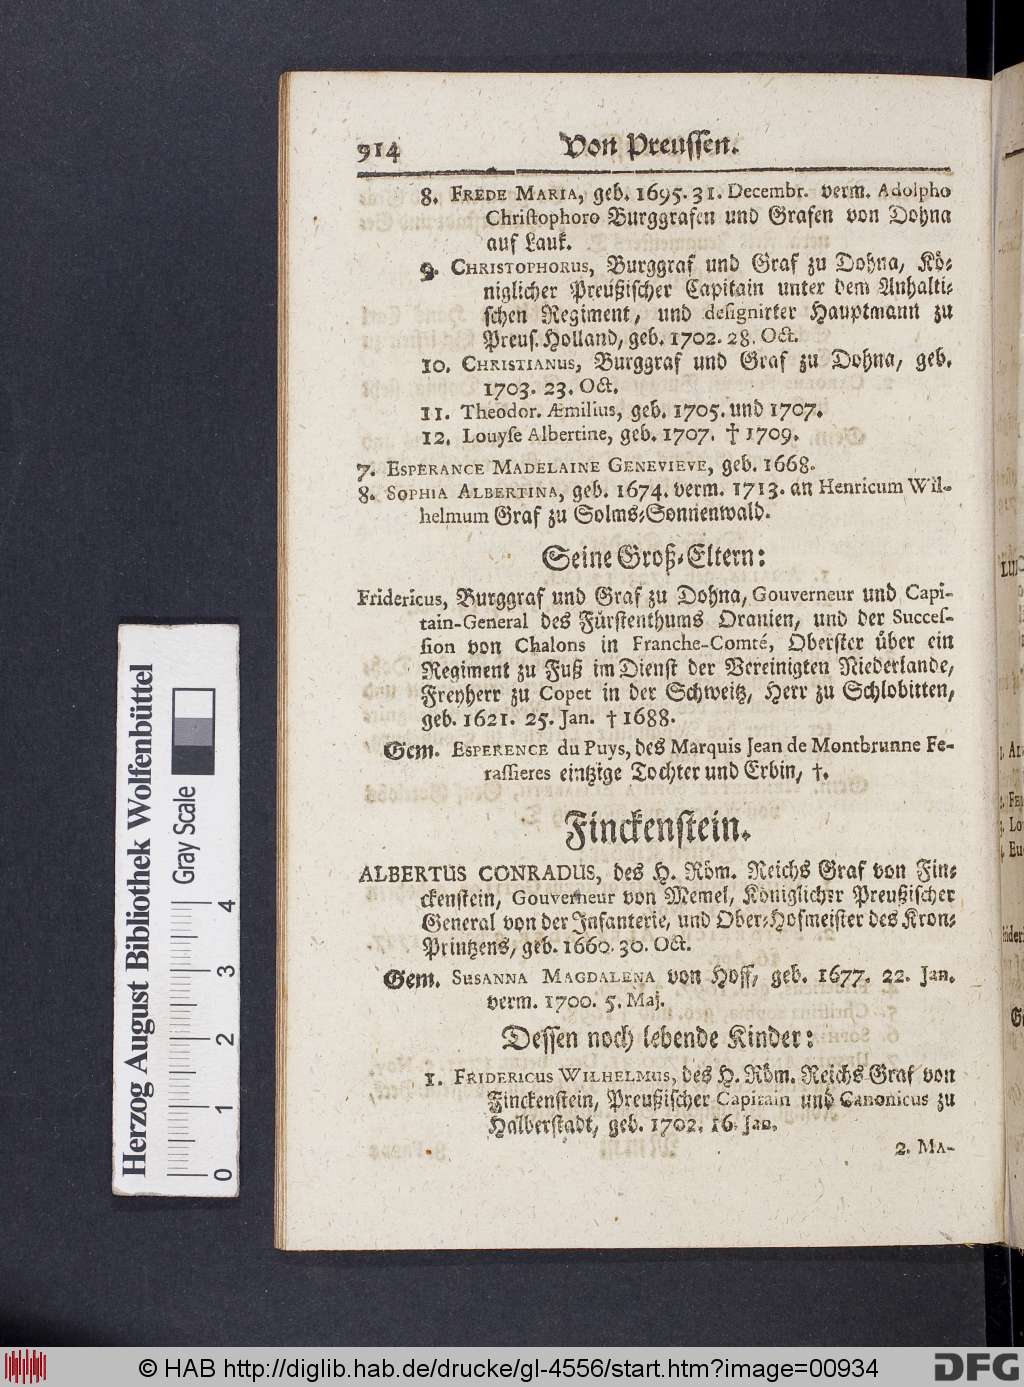 914 Von Preussen.
8. FREDE MARIA, geb. 1695. 31. Decembr. verm. Adolpho
Christophoro Burggrafen und Grafen von Dohna
auf Lauk.
9. CHRISTOPHORUS, Burggraf und Graf zu Dohna, Kö-
niglicher Preußischer Capitain unter dem Anhalti-
schen Regiment, und designirter Hauptmann zu
Preus. Holland, geb. 1702. 28. Oct.
10. CHRISTIANUS, Burggraf und Graf zu Dohna, geb.
1703. 23. Oct.
11. Theodor. Æmilius, geb. 1705. und 1707.
12. Louyse Albertine, geb. 1707. † 1709.
7. ESPERANCE MADELAINE GENEVIEVE, geb. 1668.
8. SOPHIA ALBERTINA, geb. 1674. verm. 1713. an Henricum Wil-
helmum Graf zu Solms-Sonnenwald.
Seine Groß-Eltern:
Fridericus, Burggraf und Graf zu Dohna, Gouverneur und Capi-
tain-General des Fürstenthums Oranien, und der Succes-
sion von Chalons in Franche-Comté, Oberster über ein
Regiment zu Fuß im Dienst der Vereinigten Niederlande,
Freyherr zu Copet in der Schweitz, Herr zu Schlobitten,
geb. 1621. 25. Jan. † 1688.
Gem. ESPERENCE du Puys, des Marquis Jean de Montbrunne Fe-
rassieres eintzige Tochter und Erbin, †.
Finckenstein.
ALBERTUS CONRADUS, des H. Röm. Reichs Graf von Fin-
ckenstein, Gouverneur von Memel, Königlicher Preußischer
General von der Infanterie, und Ober-Hofmeister des Kron-
Printzens, geb. 1660. 30. Oct.
Gem. SUSANNA MAGDALENA von Hoff, geb. 1677. 22. Jan.
verm. 1700. 5. Maj.
Dessen noch lebende Kinder:
1. FRIDERICUS WILHELMUS, des H. Röm. Reichs Graf von
Finckenstein, Preußischer Capitain und Canonicus zu
Halberstadt, geb. 1702. 16. Jan.
2. MA-
Herzog August Bibliothek Wolfenbüttel
Gray Scale
0 1 2 3 4
© HAB http://diglib.hab.de/drucke/gl-4556/start.htm?image=00934
DFG